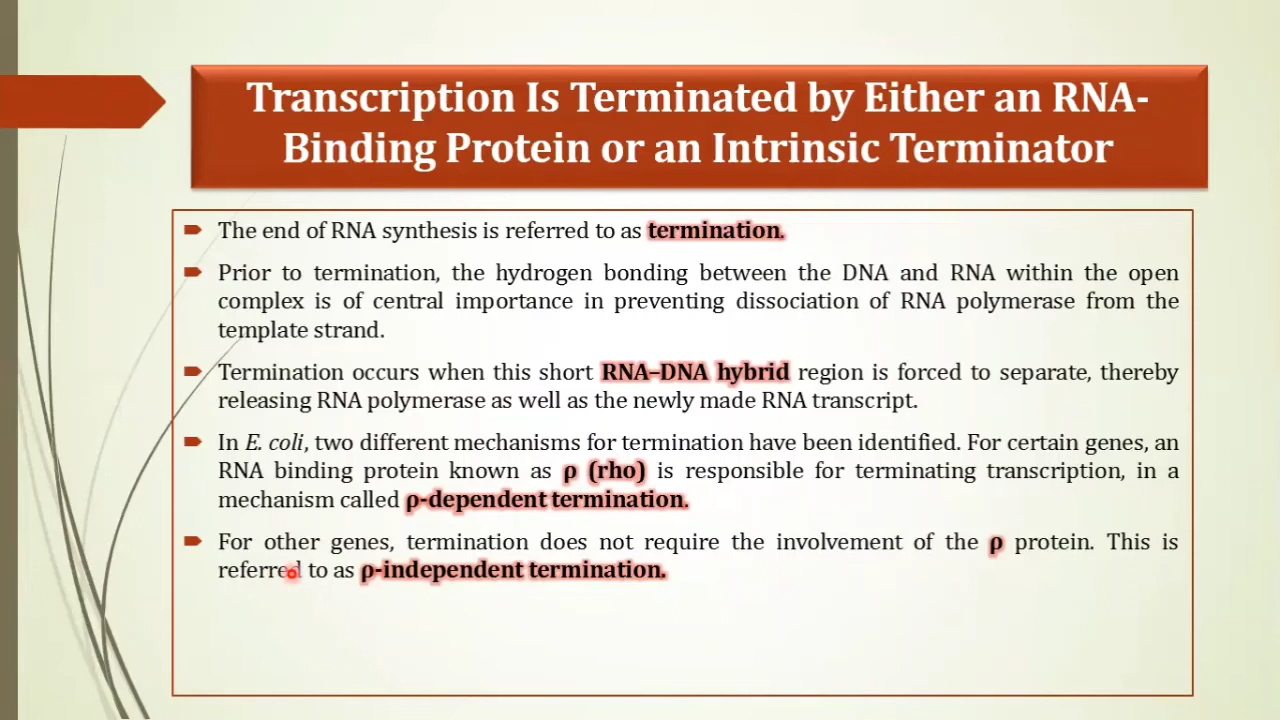 Transcription Is Terminated by Either an RNA-
Binding Protein or an Intrinsic Terminator
The end of RNA synthesis is referred to as termination.
Prior to termination, the hydrogen bonding between the DNA and RNA within the open
complex is of central importance in preventing dissociation of RNA polymerase from the
template strand.
Termination occurs when this short RNA–DNA hybrid region is forced to separate, thereby
releasing RNA polymerase as well as the newly made RNA transcript.
In E. coli, two different mechanisms for termination have been identified. For certain genes, an
RNA binding protein known as ρ (rho) is responsible for terminating transcription, in a
mechanism called ρ-dependent termination.
For other genes, termination does not require the involvement of the ρ protein. This is
referred to as ρ-independent termination.